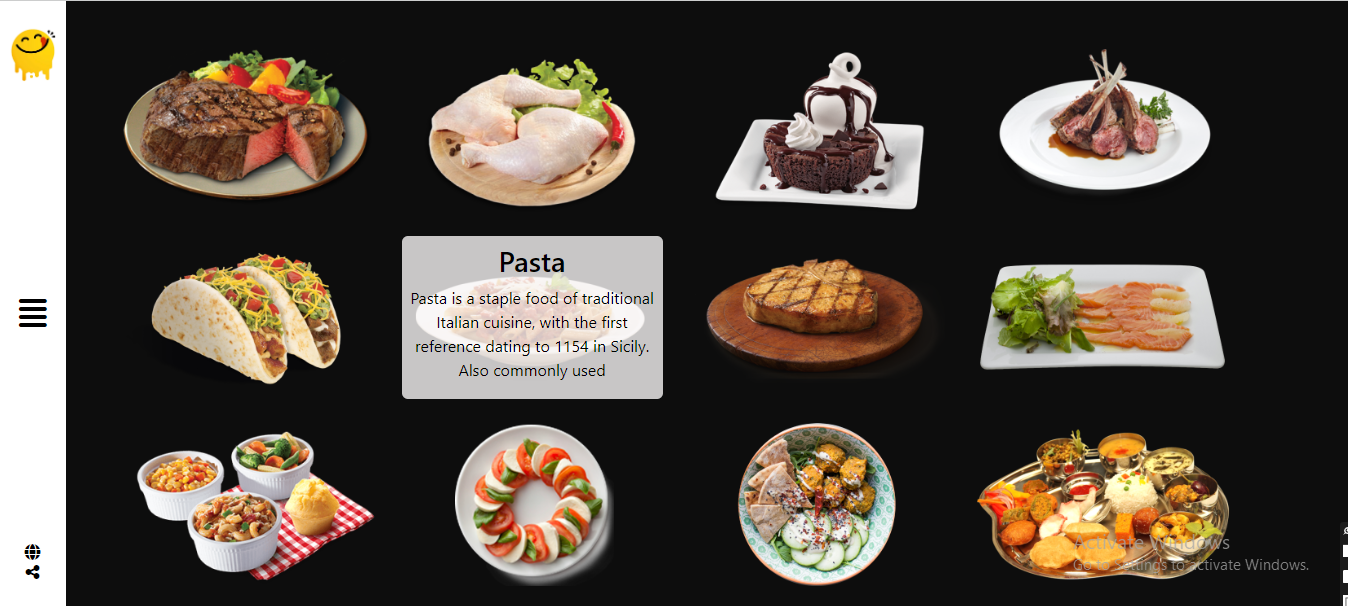 Pasta
Pasta is a staple food of traditional
Italian cuisine, with the first
reference dating to 1154 in Sicily.
Also commonly used
Activate Windows
Go to Settings to activate Windows.